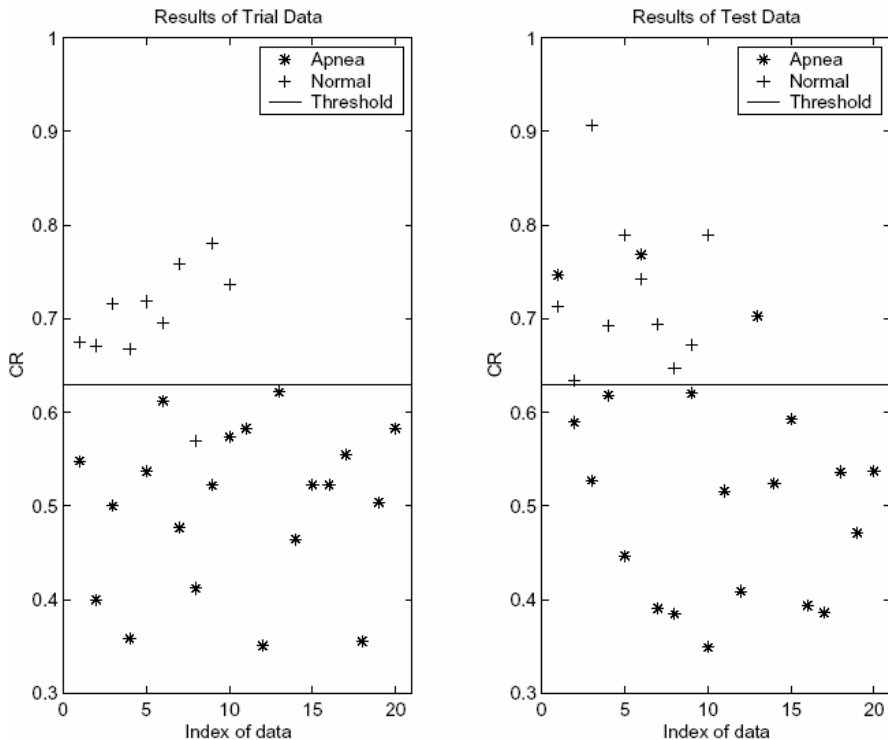 Results of Trial Data
1
0.9
0.8
0.7
0.6
0.5
0.4
0.3
CR
Apnea
Normal
Threshold
0 5 10 15 20
Index of data
Results of Test Data
1
0.9
0.8
0.7
0.6
0.5
0.4
0.3
CR
Apnea
Normal
Threshold
0 5 10 15 20
Index of data